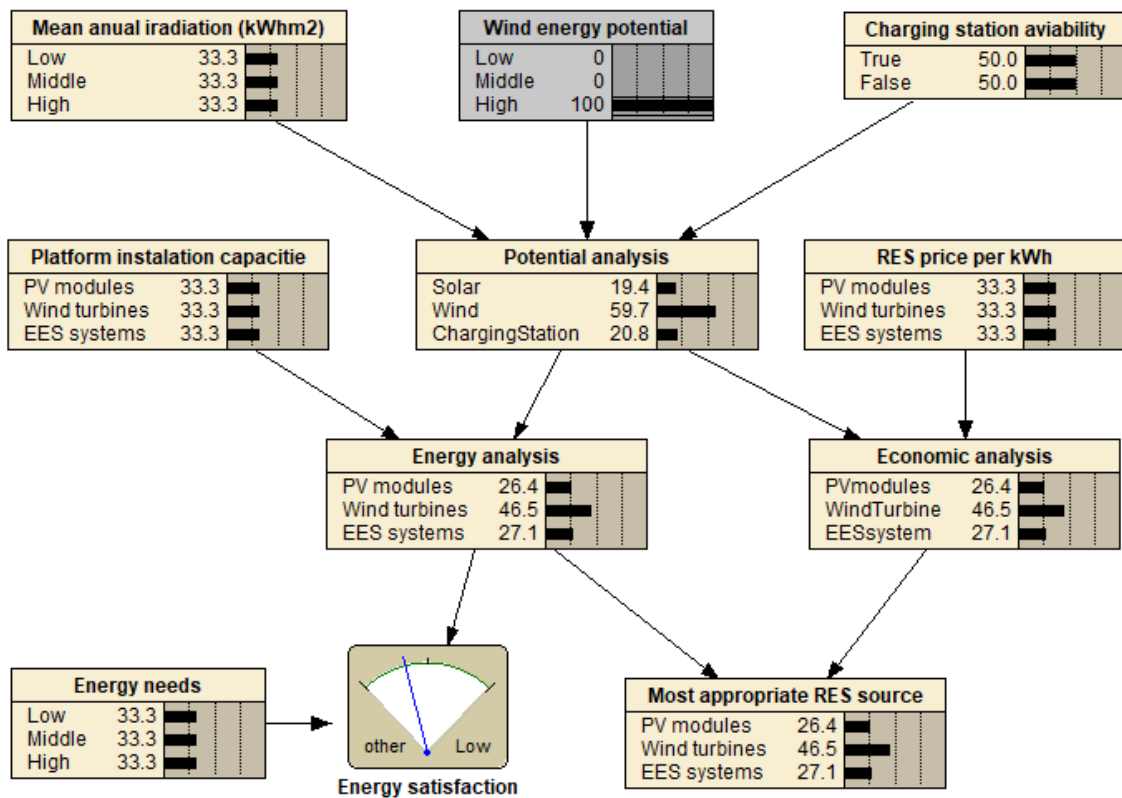 Mean anual iridiation (kWhm2)
Low 33.3
Middle 33.3
High 33.3
Wind energy potential
Low 0
Middle 0
High 100
Charging station aviability
True 50.0
False 50.0
Platform instalation capacitie
PV modules 33.3
Wind turbines 33.3
EES systems 33.3
Potential analysis
Solar 19.4
Wind 59.7
ChargingStation 20.8
RES price per kWh
PV modules 33.3
Wind turbines 33.3
EES systems 33.3
Energy analysis
PV modules 26.4
Wind turbines 46.5
EES systems 27.1
Economic analysis
PVmodules 26.4
WindTurbine 46.5
EESsystem 27.1
Energy needs
Low 33.3
Middle 33.3
High 33.3
other Low
Energy satisfaction
Most appropriate RES source
PV modules 26.4
Wind turbines 46.5
EES systems 27.1